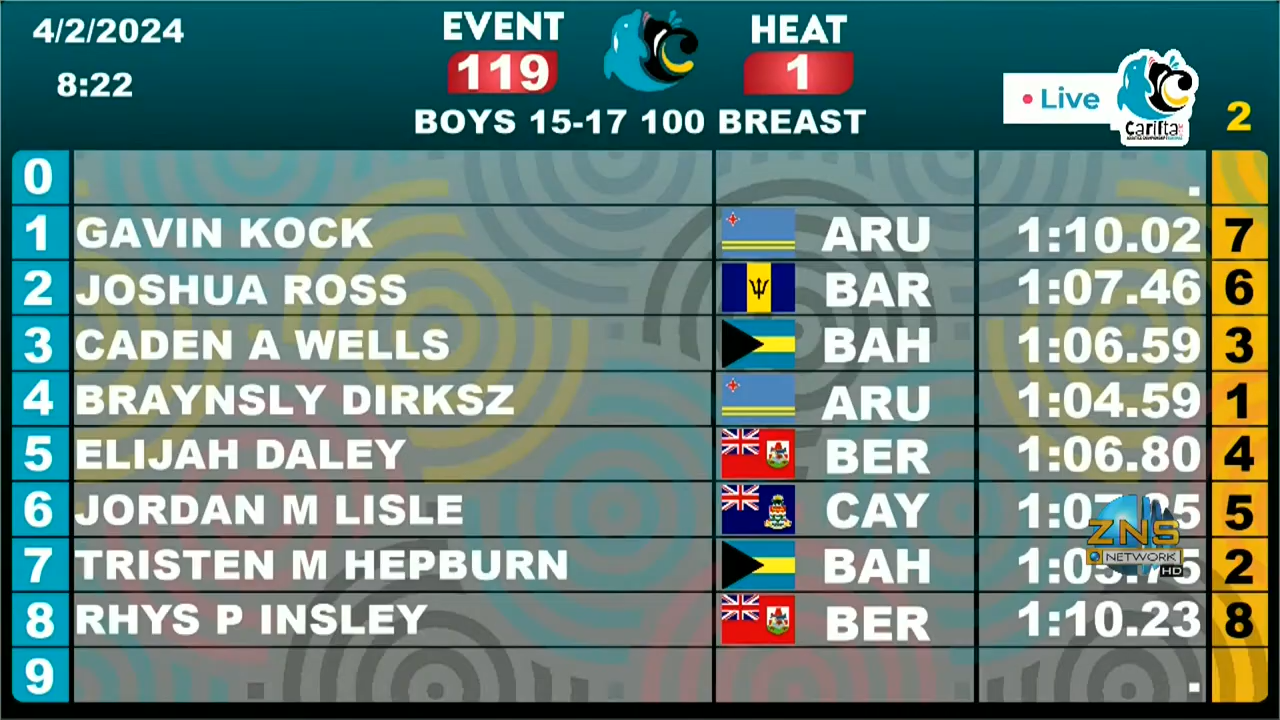 4/2/2024 EVENT HEAT
8:22 119 1
Live
carifta
BOYS 15-17 100 BREAST 2
0 .
1 GAVIN KOCK ARU 1:10.02 7
2 JOSHUA ROSS BAR 1:07.46 6
3 CADEN A WELLS BAH 1:06.59 3
4 BRAYNSLY DIRKSZ ARU 1:04.59 1
5 ELIJAH DALEY BER 1:06.80 4
6 JORDAN M LISLE CAY 5
7 TRISTEN M HEPBURN BAH 2
ZNS
NETWORK
HD
8 RHYS P INSLEY BER 1:10.23 8
9 .